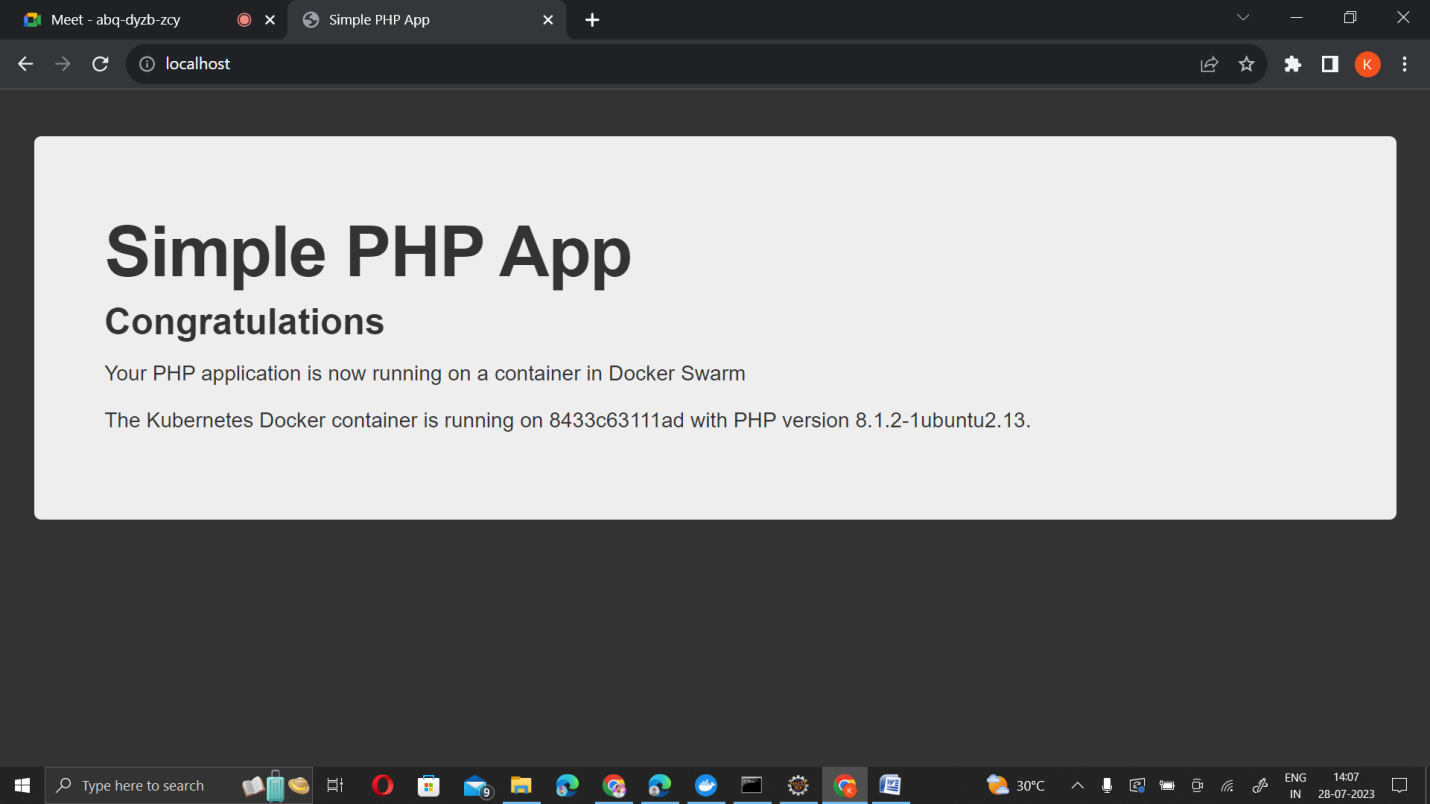 Meet - abq-dyzb-zcy
Simple PHP App
localhost
K
Simple PHP App
Congratulations
Your PHP application is now running on a container in Docker Swarm
The Kubernetes Docker container is running on 8433c63111ad with PHP version 8.1.2-1ubuntu2.13.
Type here to search
9
K
W
30°C
ENG
IN
14:07
28-07-2023